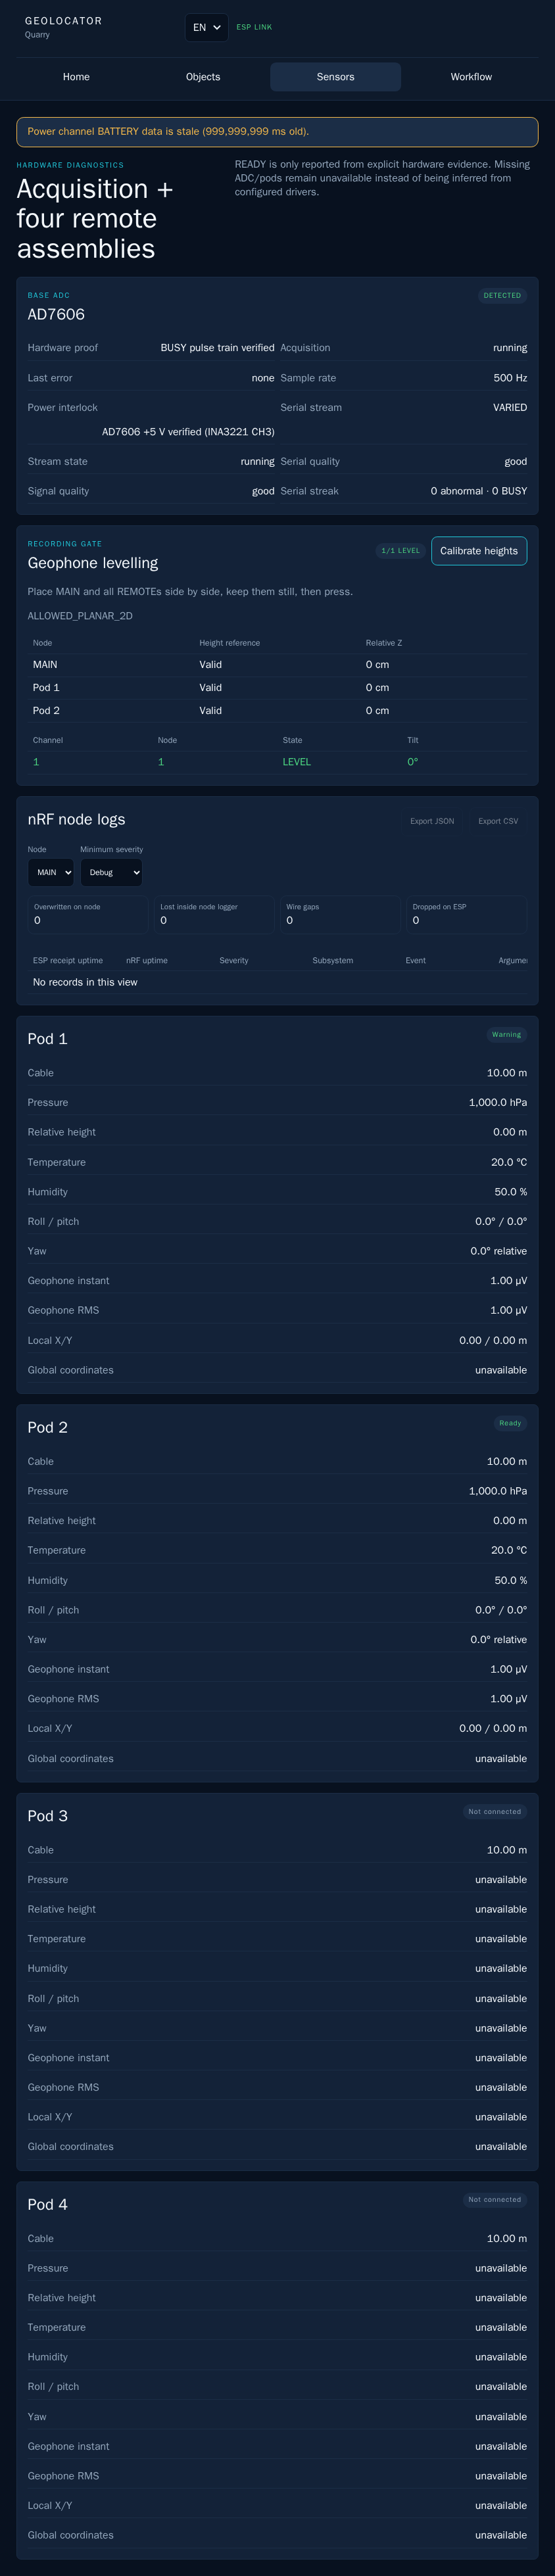 GEOLOCATOR
Quarry
EN
ESP LINK
Home
Objects
Sensors
Workflow
Power channel BATTERY data is stale (999,999,999 ms old).
HARDWARE DIAGNOSTICS
Acquisition +
four remote
assemblies
READY is only reported from explicit hardware evidence. Missing
ADC/pods remain unavailable instead of being inferred from
configured drivers.
BASE ADC
AD7606
DETECTED
Hardware proof BUSY pulse train verified Acquisition running
Last error none Sample rate 500 Hz
Power interlock Serial stream VARIED
AD7606 +5 V verified (INA3221 CH3)
Stream state running Serial quality good
Signal quality good Serial streak 0 abnormal · 0 BUSY
RECORDING GATE
Geophone levelling
1/1 LEVEL
Calibrate heights
Place MAIN and all REMOTEs side by side, keep them still, then press.
ALLOWED_PLANAR_2D
Node Height reference Relative Z
MAIN Valid 0 cm
Pod 1 Valid 0 cm
Pod 2 Valid 0 cm
Channel Node State Tilt
1 1 LEVEL 0°
nRF node logs
Export JSON
Export CSV
Node Minimum severity
MAIN Debug
Overwritten on node Lost inside node logger Wire gaps Dropped on ESP
0 0 0 0
ESP receipt uptime nRF uptime Severity Subsystem Event Argumen
No records in this view
Pod 1
Warning
Cable 10.00 m
Pressure 1,000.0 hPa
Relative height 0.00 m
Temperature 20.0 °C
Humidity 50.0 %
Roll / pitch 0.0° / 0.0°
Yaw 0.0° relative
Geophone instant 1.00 µV
Geophone RMS 1.00 µV
Local X/Y 0.00 / 0.00 m
Global coordinates unavailable
Pod 2
Ready
Cable 10.00 m
Pressure 1,000.0 hPa
Relative height 0.00 m
Temperature 20.0 °C
Humidity 50.0 %
Roll / pitch 0.0° / 0.0°
Yaw 0.0° relative
Geophone instant 1.00 µV
Geophone RMS 1.00 µV
Local X/Y 0.00 / 0.00 m
Global coordinates unavailable
Pod 3
Not connected
Cable 10.00 m
Pressure unavailable
Relative height unavailable
Temperature unavailable
Humidity unavailable
Roll / pitch unavailable
Yaw unavailable
Geophone instant unavailable
Geophone RMS unavailable
Local X/Y unavailable
Global coordinates unavailable
Pod 4
Not connected
Cable 10.00 m
Pressure unavailable
Relative height unavailable
Temperature unavailable
Humidity unavailable
Roll / pitch unavailable
Yaw unavailable
Geophone instant unavailable
Geophone RMS unavailable
Local X/Y unavailable
Global coordinates unavailable